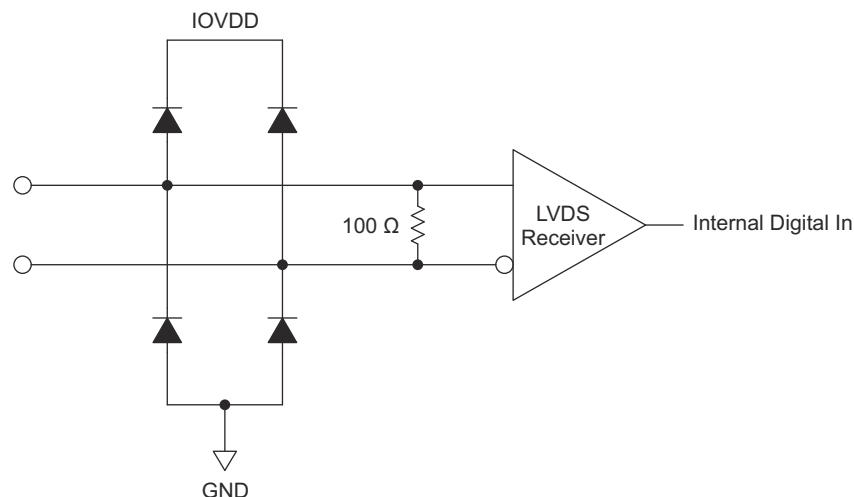 IOVDD
100 Ω
LVDS
Receiver
Internal Digital In
GND